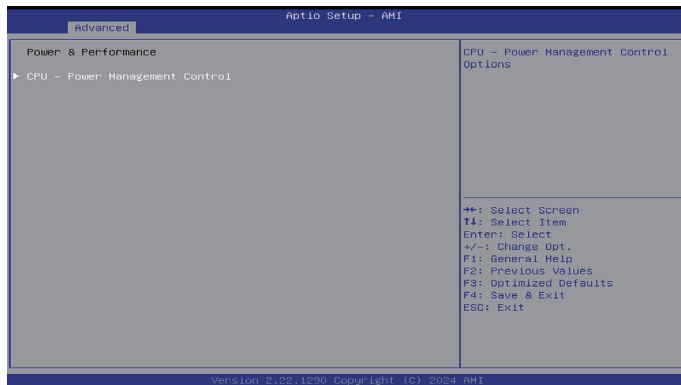 Aptio Setup - AMI
Advanced
Power & Performance
CPU - Power Management Control
CPU - Power Management Control
Options
→←: Select Screen
↑↓: Select Item
Enter: Select
+/-: Change Opt.
F1: General Help
F2: Previous Values
F3: Optimized Defaults
F4: Save & Exit
ESC: Exit
Version 2.22.1290 Copyright (C) 2024 AMI